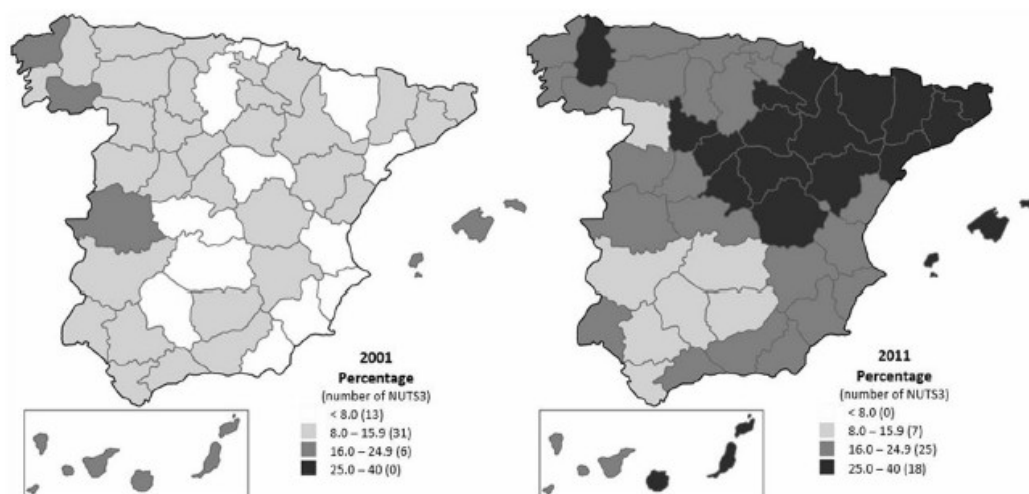 2001
Percentage
(number of NUTS3)
< 8.0 (13)
8.0 – 15.9 (31)
16.0 – 24.9 (6)
25.0 – 40 (0)
2011
Percentage
(number of NUTS3)
< 8.0 (0)
8.0 – 15.9 (7)
16.0 – 24.9 (25)
25.0 – 40 (18)